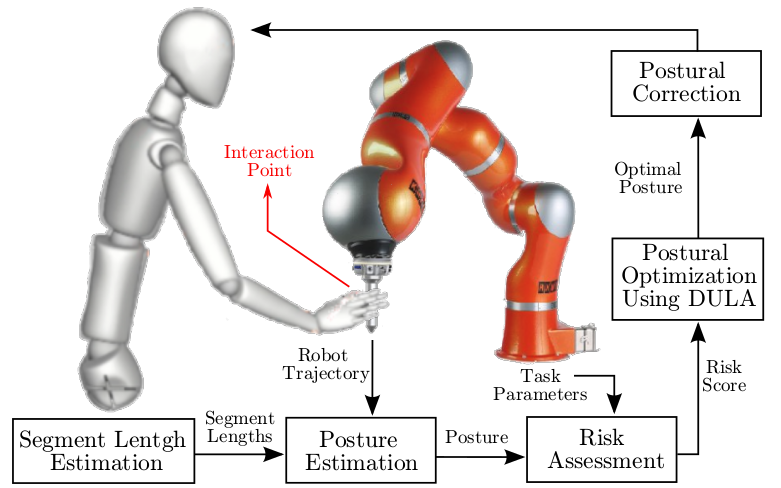 Postural
Correction
Interaction
Point
Optimal
Posture
Postural
Optimization
Using DULA
Robot
Trajectory
Task
Parameters
Risk
Score
Segment Lentgh
Estimation
Segment
Lengths
Posture
Estimation
Posture
Risk
Assessment